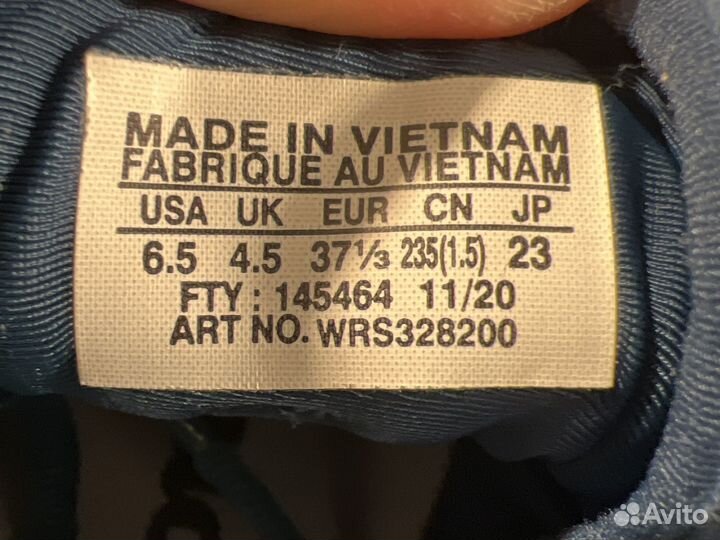 MADE IN VIETNAM
FABRIQUE AU VIETNAM
USA UK EUR CN JP
6.5 4.5 37⅓ 235(1.5) 23
FTY : 145464 11/20
ART NO. WRS328200
Avito